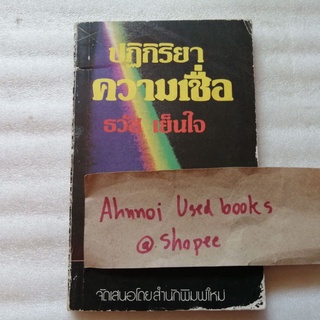 ปฏิกิริยา
ความเชื่อ
ธวัช เย็นใจ
Ahnnoi Used books
@ Shopee
จัดเสนอโดยสำนักพิมพ์ใหม่